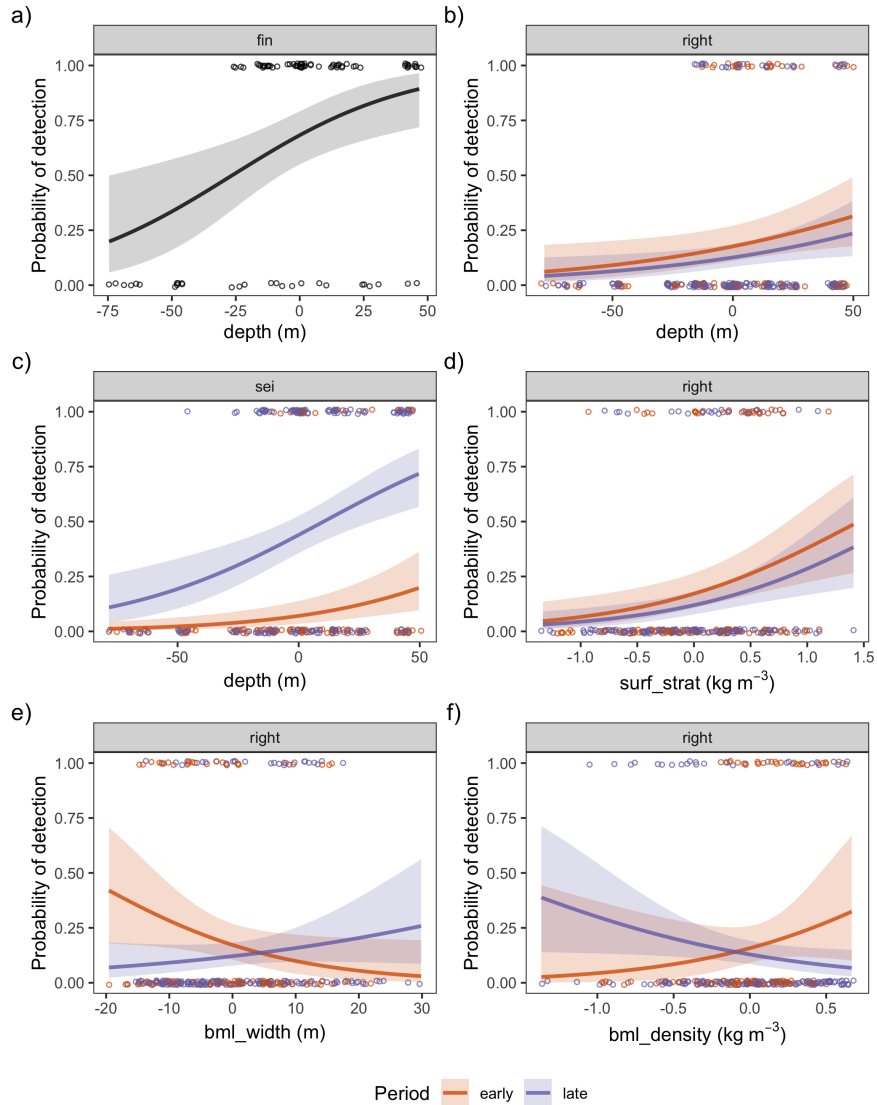 a)
fin
Probability of detection
1.00
0.75
0.50
0.25
0.00
-75
-50
-25
0
25
50
depth (m)
b)
right
Probability of detection
1.00
0.75
0.50
0.25
0.00
-50
0
50
depth (m)
c)
sei
Probability of detection
1.00
0.75
0.50
0.25
0.00
-50
0
50
depth (m)
d)
right
Probability of detection
1.00
0.75
0.50
0.25
0.00
-1.0
-0.5
0.0
0.5
1.0
1.5
surf_strat (kg m⁻³)
e)
right
Probability of detection
1.00
0.75
0.50
0.25
0.00
-20
-10
0
10
20
30
bml_width (m)
f)
right
Probability of detection
1.00
0.75
0.50
0.25
0.00
-1.0
-0.5
0.0
0.5
bml_density (kg m⁻³)
Period early late